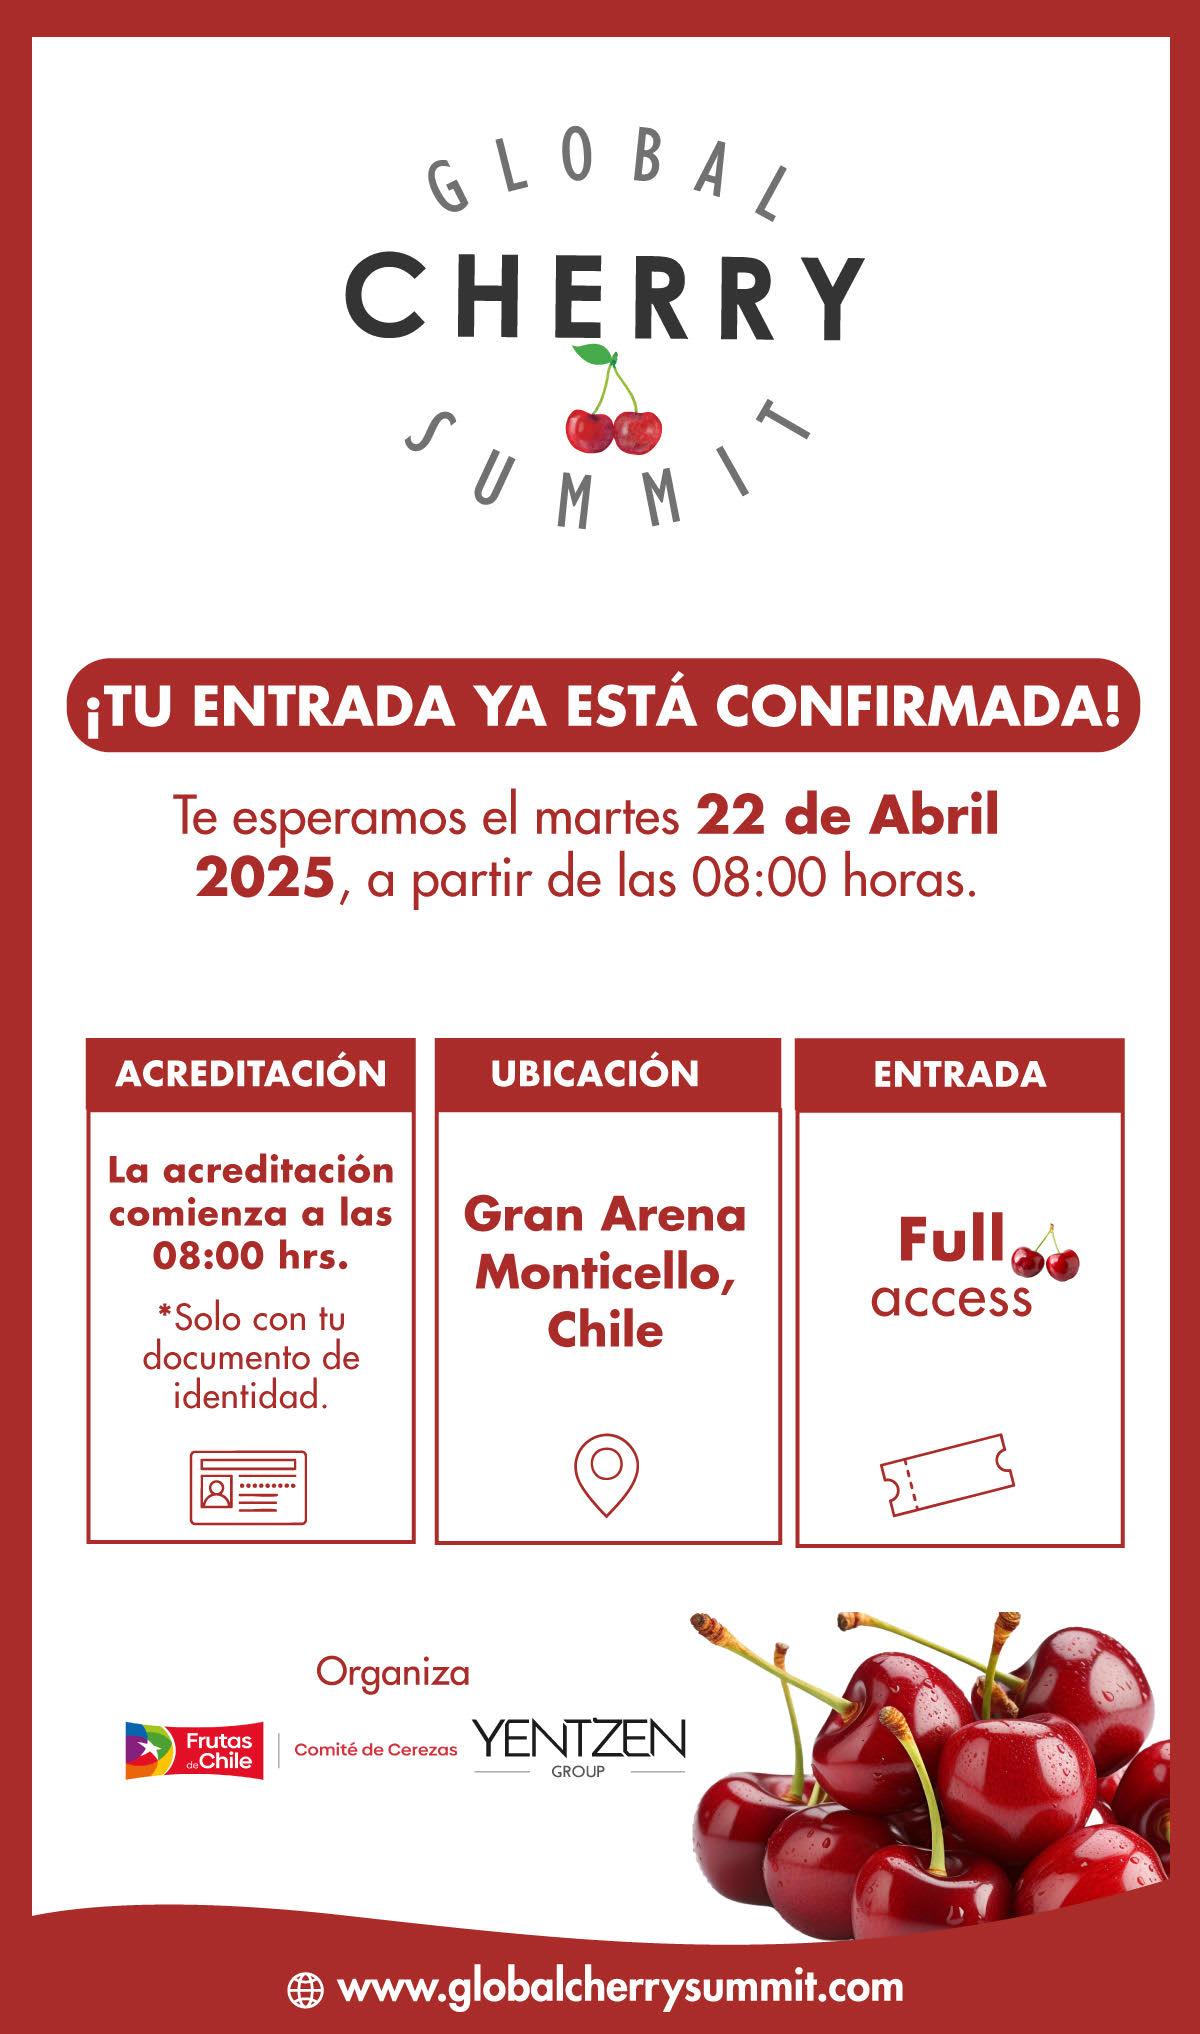 GLOBAL
CHERRY
SUMMIT
¡TU ENTRADA YA ESTÁ CONFIRMADA!
Te esperamos el martes 22 de Abril
2025, a partir de las 08:00 horas.
ACREDITACIÓN
La acreditación
comienza a las
08:00 hrs.
*Solo con tu
documento de
identidad.
UBICACIÓN
Gran Arena
Monticello,
Chile
ENTRADA
Full
access
Organiza
Frutas
de Chile
Comité de Cerezas
YENTZEN
GROUP
www.globalcherrysummit.com